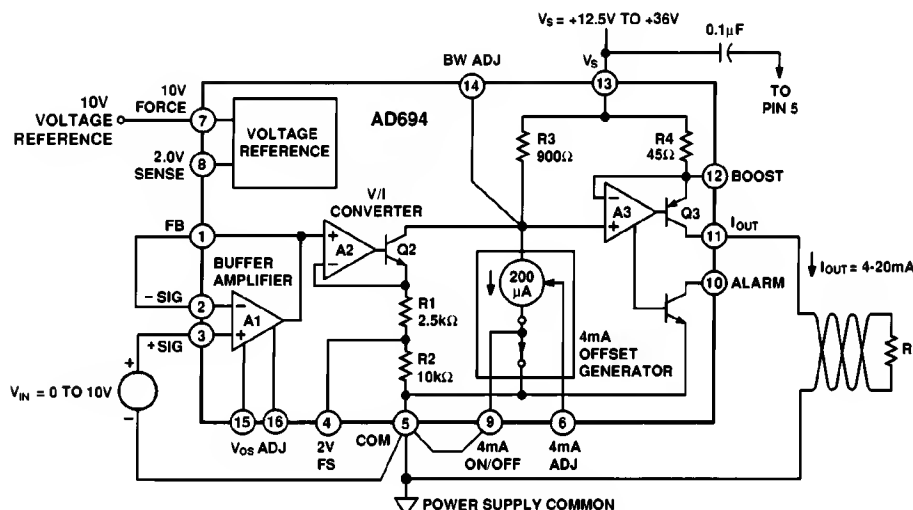 VS = +12.5V TO +36V
0.1µF
BW ADJ
VS
14
13
TO
PIN 5
10V
VOLTAGE
REFERENCE
10V
FORCE
7
VOLTAGE
REFERENCE
AD694
R3
900Ω
R4
45Ω
2.0V
SENSE
8
12
BOOST
V/I
CONVERTER
A3
Q3
FB
1
+
A2
−
Q2
−
+
11
IOUT
BUFFER
AMPLIFIER
200
µA
10
ALARM
IOUT = 4-20mA
−SIG
2
−
A1
+
R1
2.5kΩ
+SIG
3
4mA
OFFSET
GENERATOR
R2
10kΩ
R
+
VIN = 0 TO 10V
−
15
16
4
5
9
6
VOS ADJ
2V
FS
COM
4mA
ON/OFF
4mA
ADJ
POWER SUPPLY COMMON